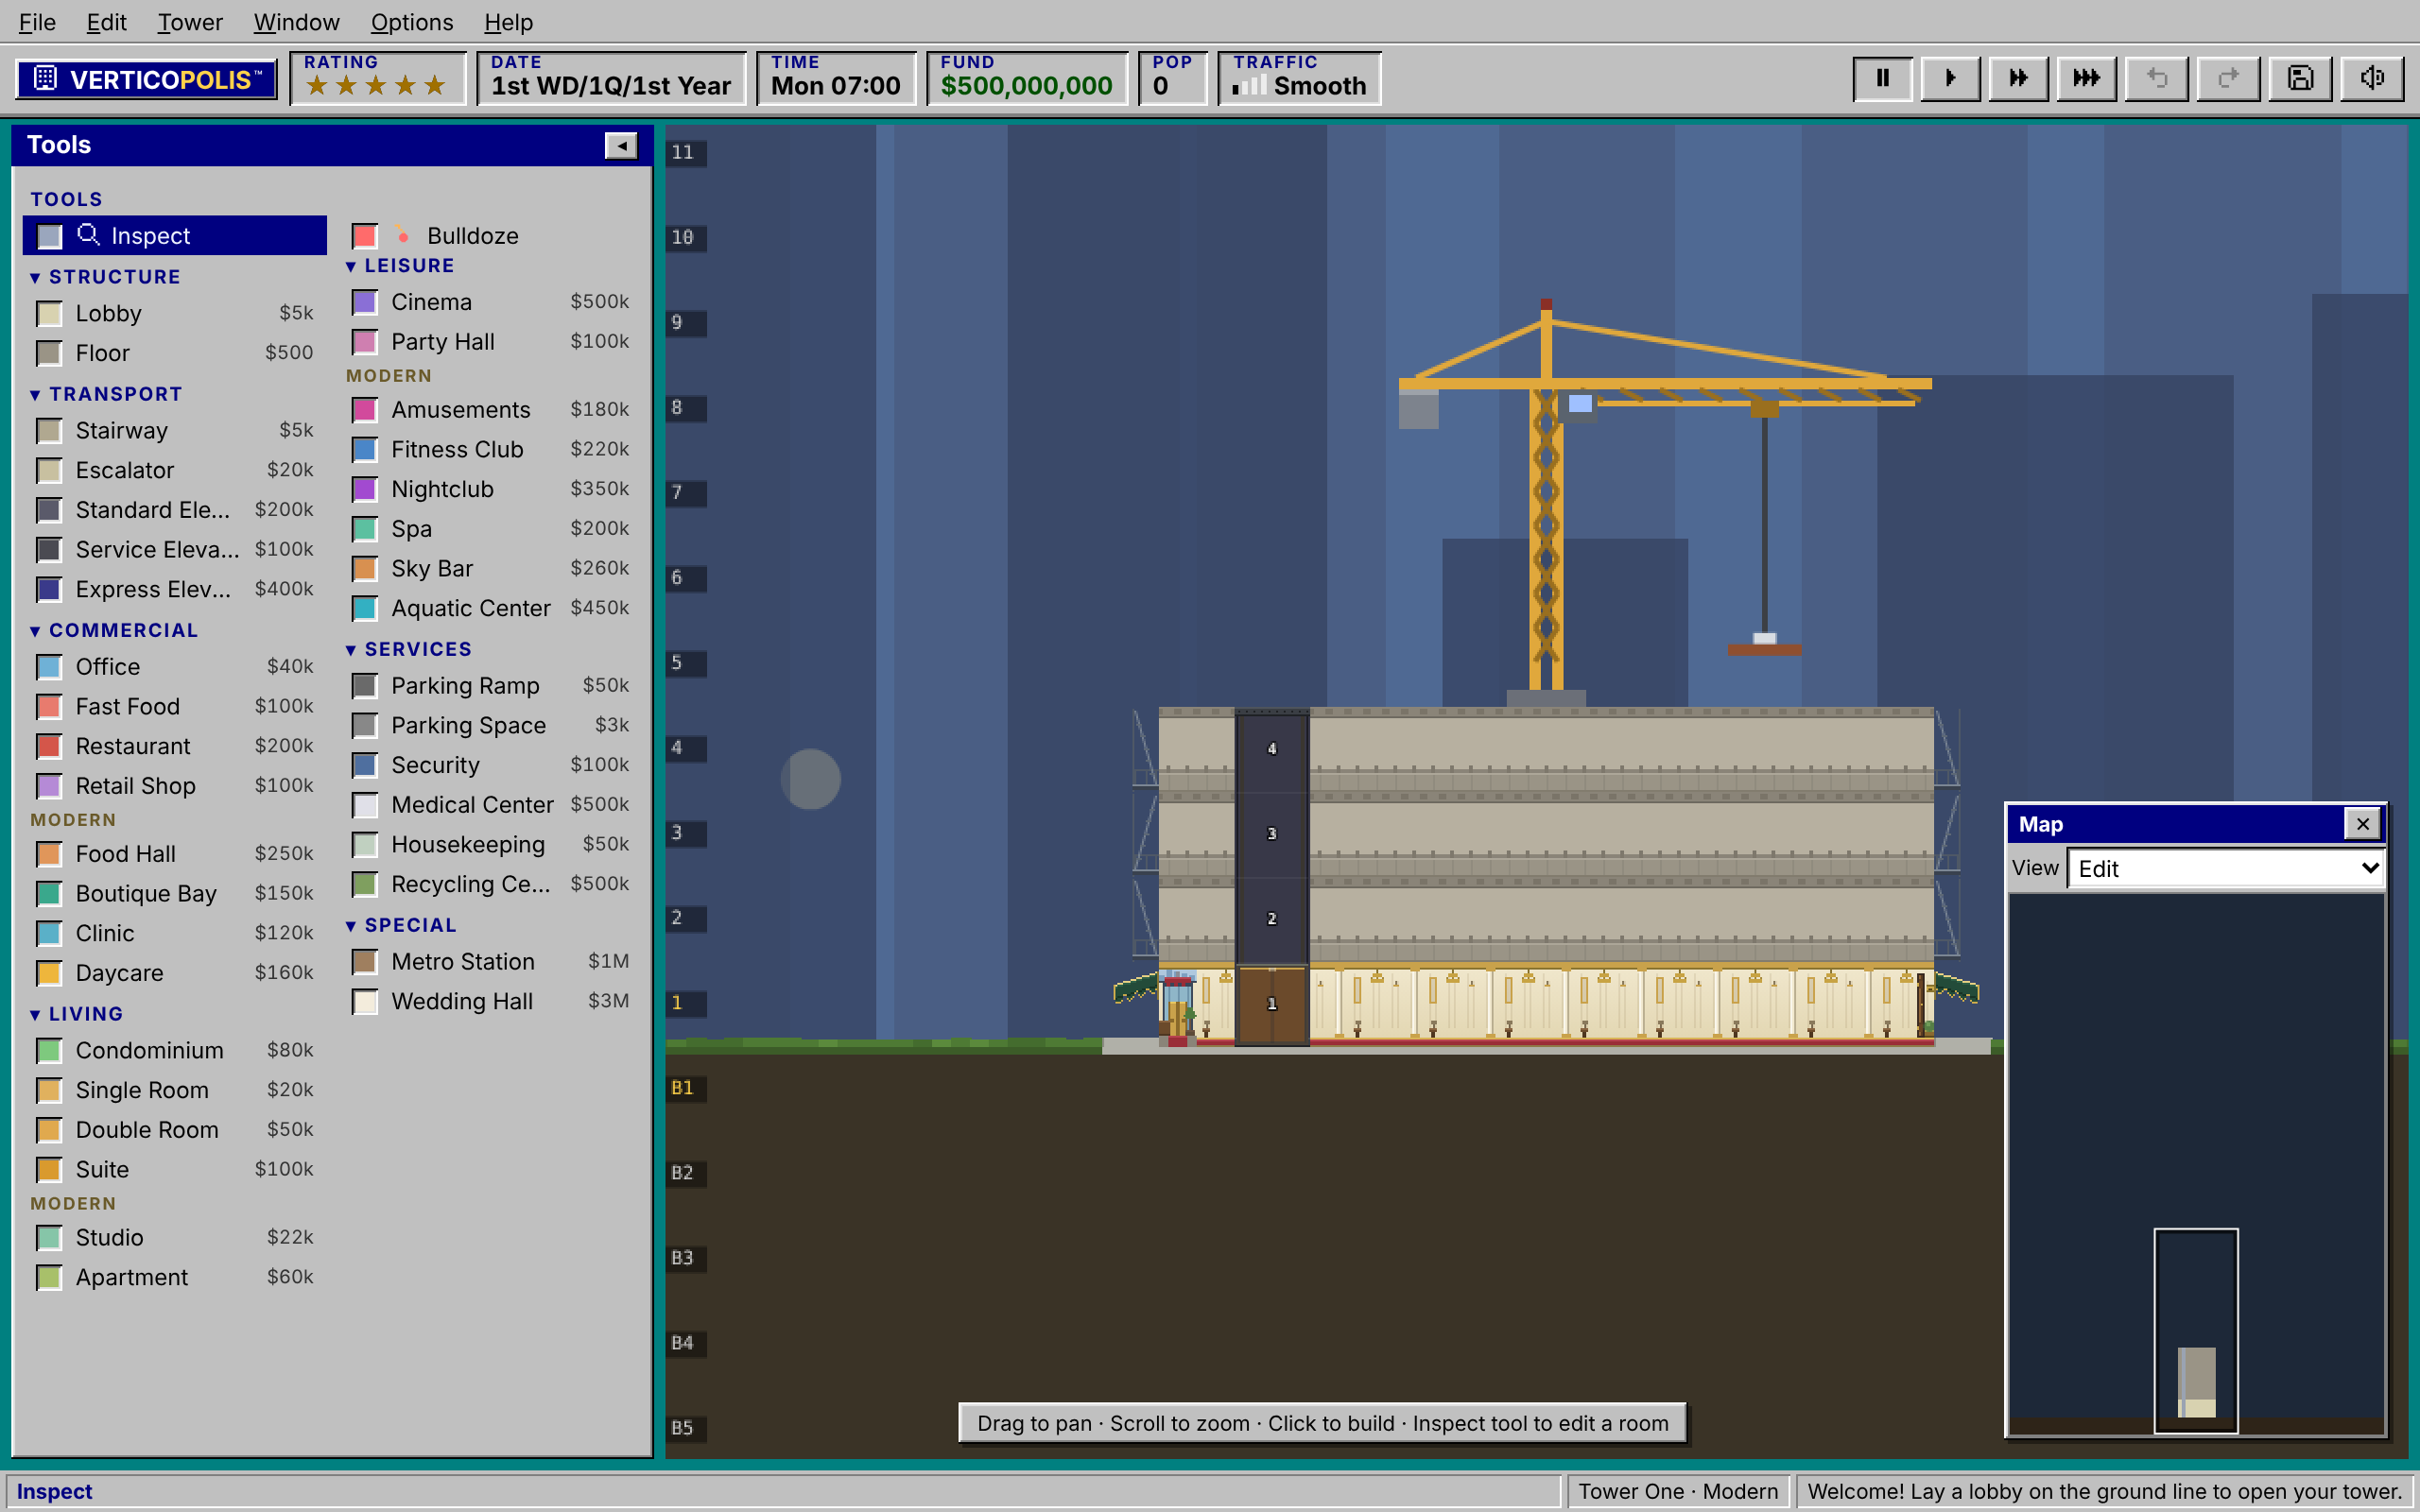 File Edit Tower Window Options Help
VERTICOPOLIS™
RATING
★★★★★
DATE
1st WD/1Q/1st Year
TIME
Mon 07:00
FUND
$500,000,000
POP
0
TRAFFIC
Smooth
Tools
TOOLS
Inspect
Bulldoze
▼ STRUCTURE
Lobby $5k
Floor $500
▼ TRANSPORT
Stairway $5k
Escalator $20k
Standard Ele... $200k
Service Eleva... $100k
Express Elev... $400k
▼ COMMERCIAL
Office $40k
Fast Food $100k
Restaurant $200k
Retail Shop $100k
MODERN
Food Hall $250k
Boutique Bay $150k
Clinic $120k
Daycare $160k
▼ LIVING
Condominium $80k
Single Room $20k
Double Room $50k
Suite $100k
MODERN
Studio $22k
Apartment $60k
▼ LEISURE
Cinema $500k
Party Hall $100k
MODERN
Amusements $180k
Fitness Club $220k
Nightclub $350k
Spa $200k
Sky Bar $260k
Aquatic Center $450k
▼ SERVICES
Parking Ramp $50k
Parking Space $3k
Security $100k
Medical Center $500k
Housekeeping $50k
Recycling Ce... $500k
▼ SPECIAL
Metro Station $1M
Wedding Hall $3M
11
10
9
8
7
6
5
4
3
2
1
B1
B2
B3
B4
B5
4
3
2
1
Map
View Edit
Drag to pan · Scroll to zoom · Click to build · Inspect tool to edit a room
Inspect
Tower One · Modern
Welcome! Lay a lobby on the ground line to open your tower.